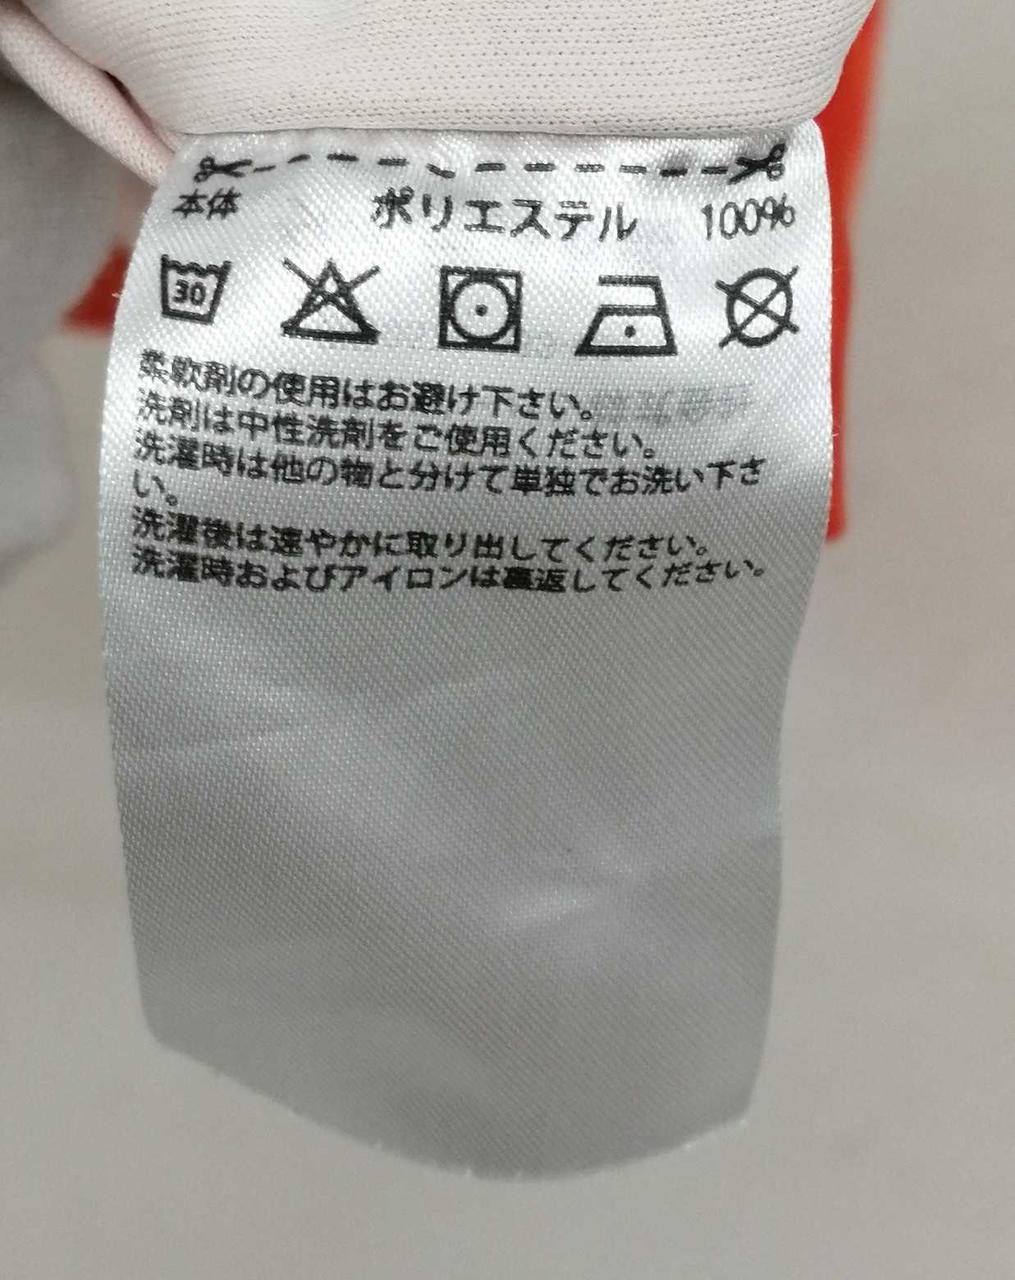 本体 ポリエステル 100%
30
柔軟剤の使用はお避け下さい。
洗剤は中性洗剤をご使用ください。
洗濯時は他の物と分けて単独でお洗い下さ
い。
洗濯後は速やかに取り出してください。
洗濯時およびアイロンは裏返してください。